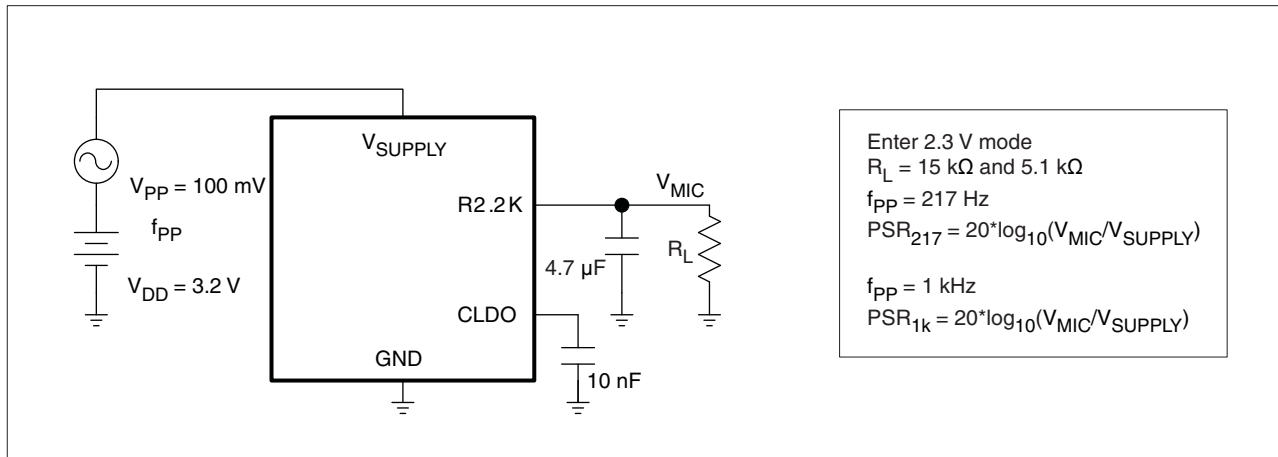 V_SUPPLY
V_PP = 100 mV
f_PP
V_DD = 3.2 V
R2.2K
V_MIC
R_L
4.7 µF
CLDO
10 nF
GND
Enter 2.3 V mode
R_L = 15 kΩ and 5.1 kΩ
f_PP = 217 Hz
PSR_217 = 20*log_10(V_MIC/V_SUPPLY)
f_PP = 1 kHz
PSR_1k = 20*log_10(V_MIC/V_SUPPLY)